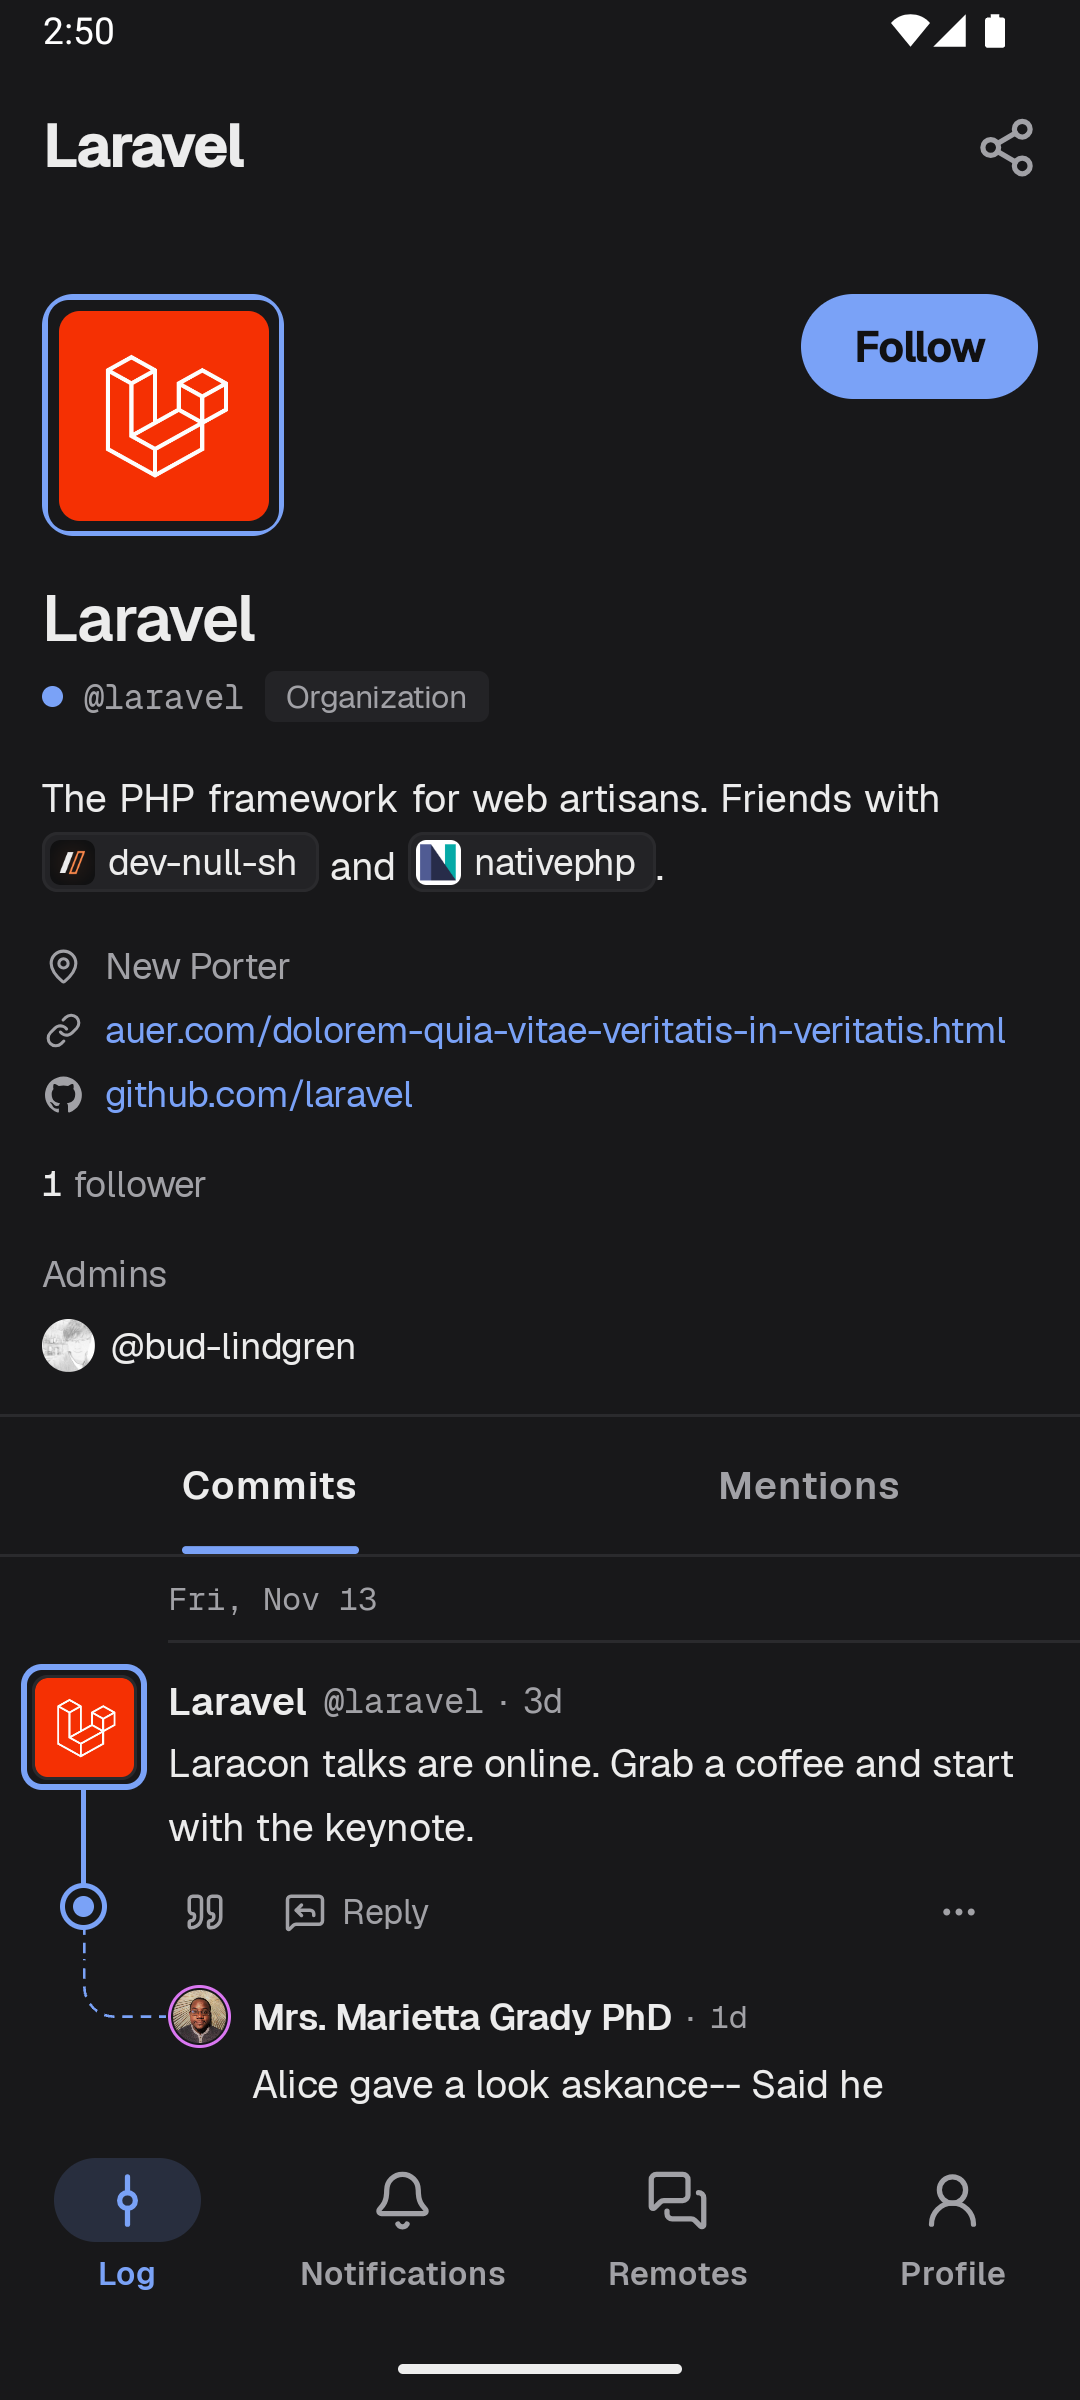 2:50
Laravel
Follow
Laravel
@laravel Organization
The PHP framework for web artisans. Friends with
dev-null-sh and nativephp.
New Porter
auer.com/dolorem-quia-vitae-veritatis-in-veritatis.html
github.com/laravel
1 follower
Admins
@bud-lindgren
Commits Mentions
Fri, Nov 13
Laravel @laravel · 3d
Laracon talks are online. Grab a coffee and start
with the keynote.
Reply
Mrs. Marietta Grady PhD · 1d
Alice gave a look askance-- Said he
Log Notifications Remotes Profile